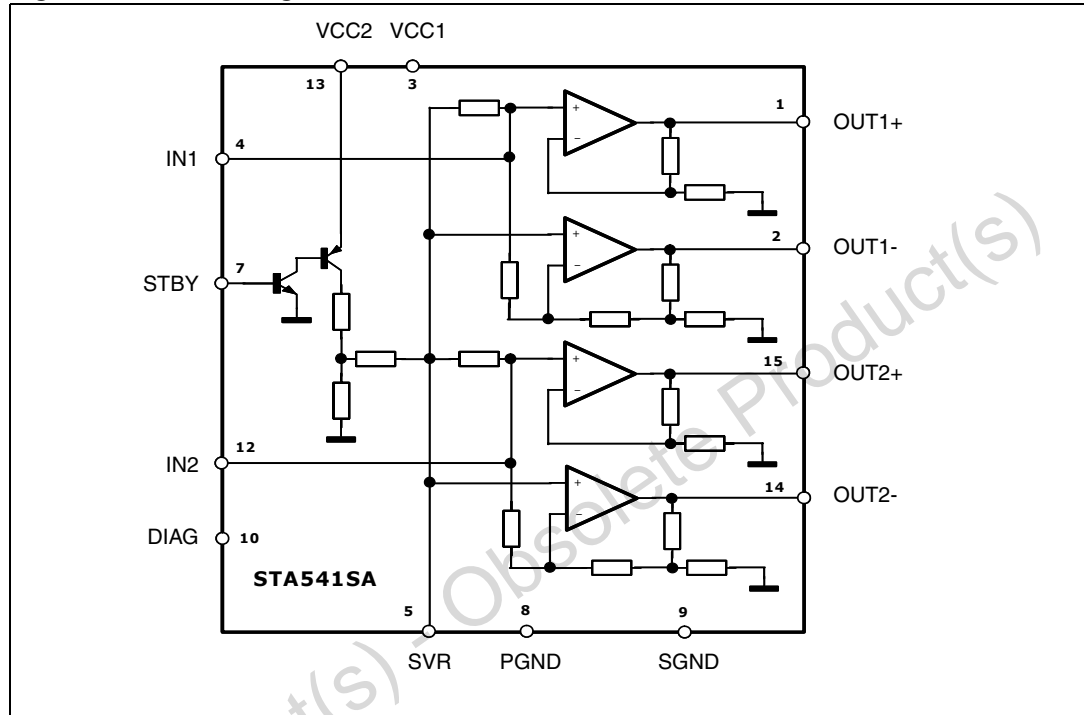 VCC2 VCC1
13 3
1 OUT1+
4
IN1
+
−
2 OUT1-
7
STBY
+
−
15 OUT2+
12
IN2
+
−
14 OUT2-
DIAG 10
+
−
STA541SA
5 8 9
SVR PGND SGND
t(s) - Obsolete Product(s)